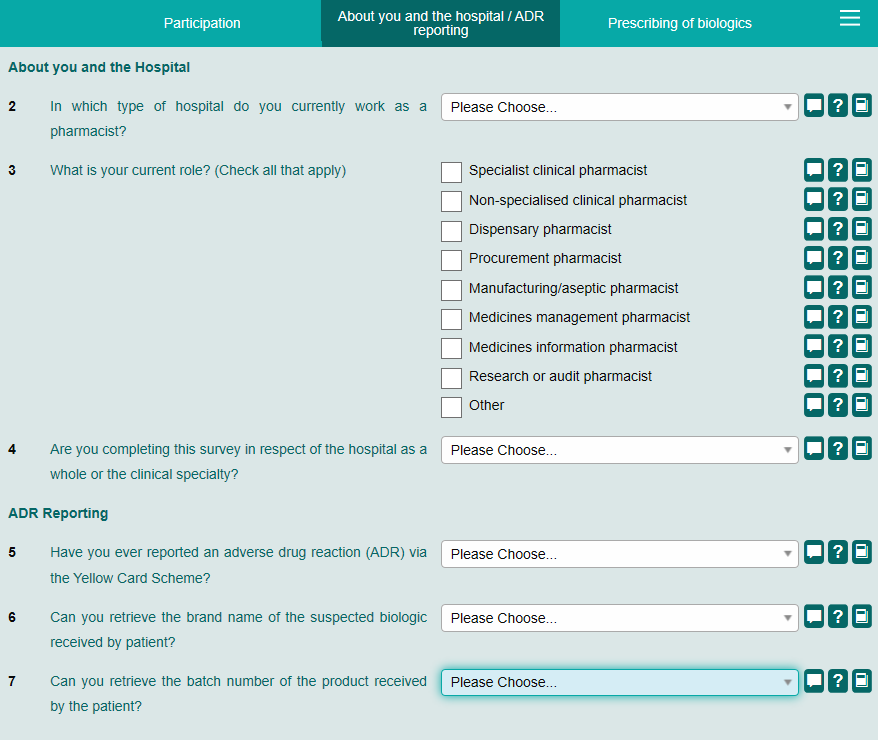 Participation
About you and the hospital / ADR
reporting
Prescribing of biologics
About you and the Hospital
2 In which type of hospital do you currently work as a
pharmacist?
Please Choose...
3 What is your current role? (Check all that apply)
Specialist clinical pharmacist
Non-specialised clinical pharmacist
Dispensary pharmacist
Procurement pharmacist
Manufacturing/aseptic pharmacist
Medicines management pharmacist
Medicines information pharmacist
Research or audit pharmacist
Other
4 Are you completing this survey in respect of the hospital as a
whole or the clinical specialty?
Please Choose...
ADR Reporting
5 Have you ever reported an adverse drug reaction (ADR) via
the Yellow Card Scheme?
Please Choose...
6 Can you retrieve the brand name of the suspected biologic
received by patient?
Please Choose...
7 Can you retrieve the batch number of the product received
by the patient?
Please Choose...